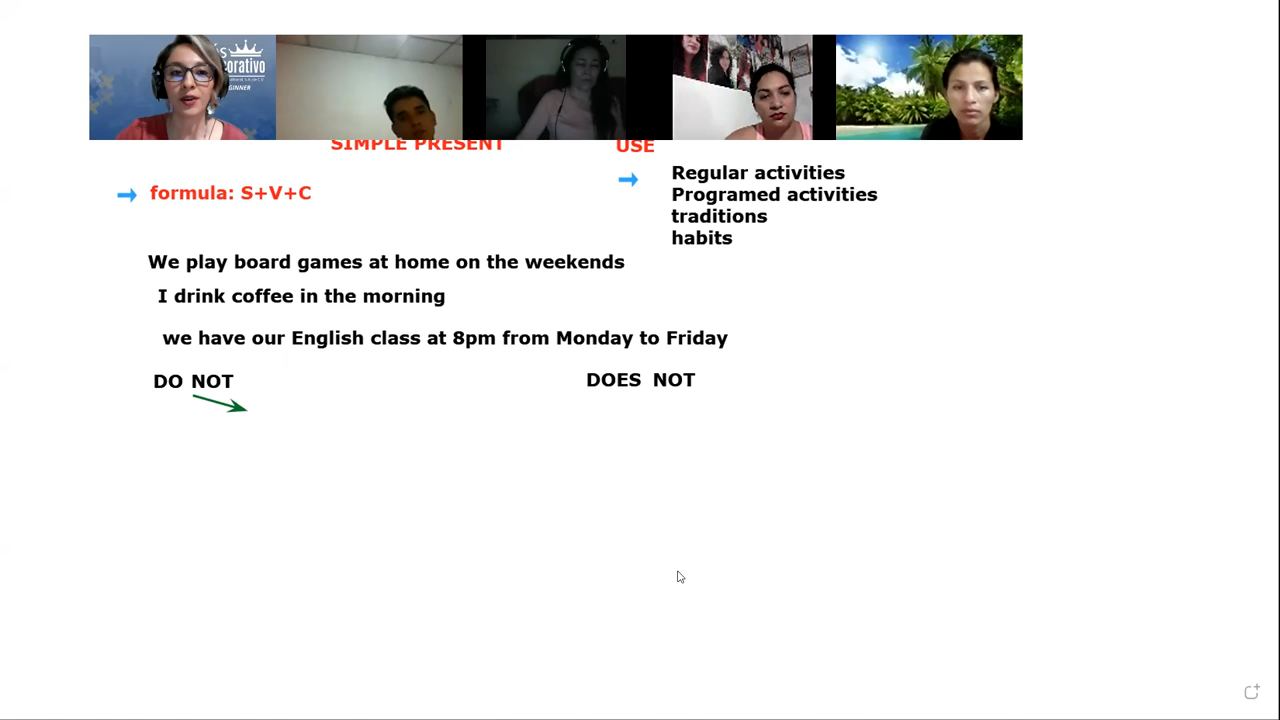 orativo
GINNER
SIMPLE PRESENT
USE
formula: S+V+C
Regular activities
Programed activities
traditions
habits
We play board games at home on the weekends
I drink coffee in the morning
we have our English class at 8pm from Monday to Friday
DO NOT
DOES NOT